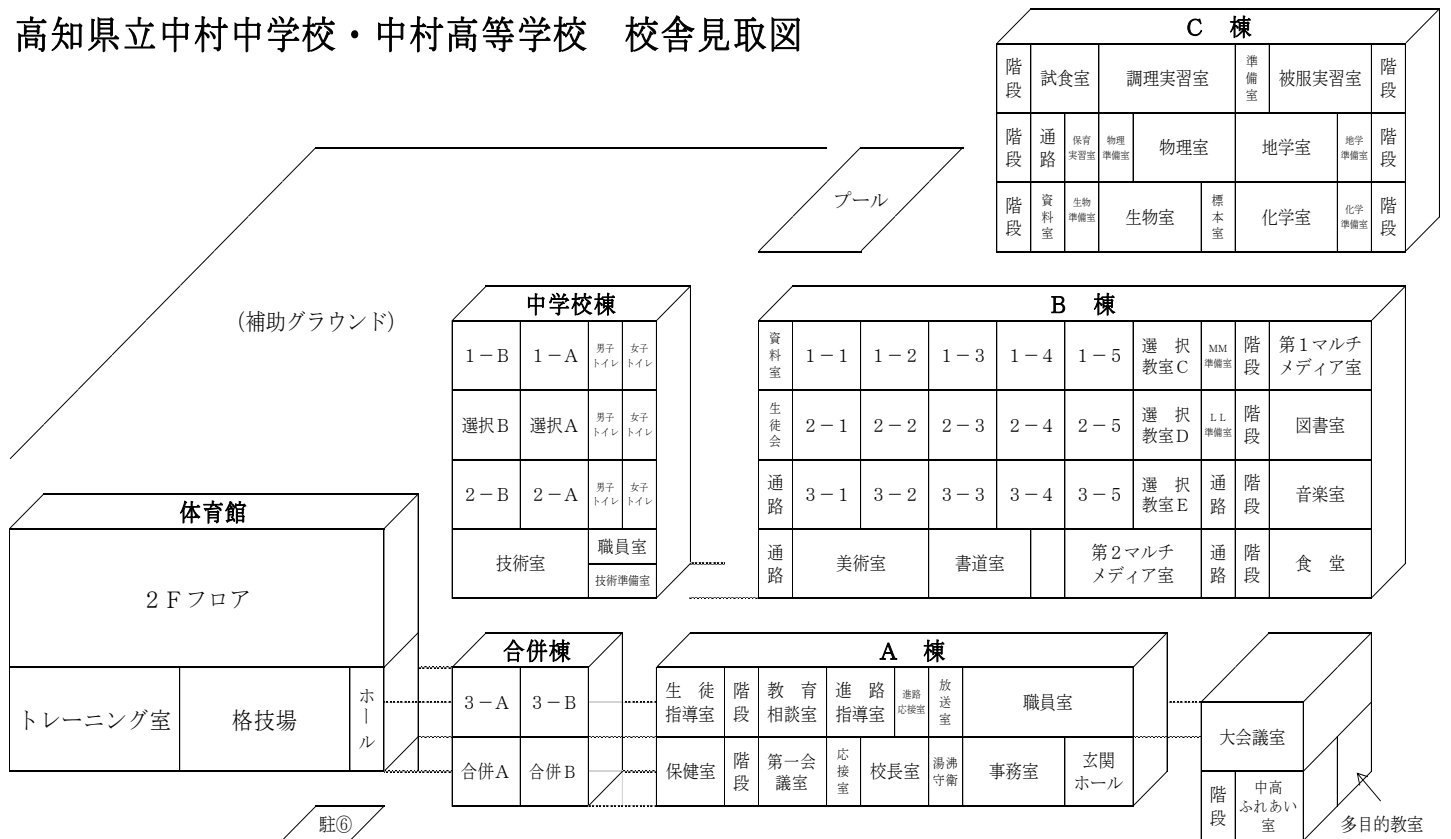 高知県立中村中学校・中村高等学校　校舎見取図
C 棟
階段 試食室 調理実習室 準備室 被服実習室 階段
階段 通路 保育実習室 物理準備室 物理室 地学室 地学準備室 階段
階段 資料室 生物準備室 生物室 標本室 化学室 化学準備室 階段
プール
(補助グラウンド)
中学校棟
1－B 1－A 男子トイレ 女子トイレ
選択B 選択A 男子トイレ 女子トイレ
2－B 2－A 男子トイレ 女子トイレ
技術室 職員室
技術準備室
B 棟
資料室 1－1 1－2 1－3 1－4 1－5 選択教室C MM準備室 階段 第1マルチメディア室
生徒会 2－1 2－2 2－3 2－4 2－5 選択教室D LL準備室 階段 図書室
通路 3－1 3－2 3－3 3－4 3－5 選択教室E 通路 階段 音楽室
通路 美術室 書道室 第2マルチメディア室 通路 階段 食堂
体育館
2Fフロア
トレーニング室 格技場 ホール
合併棟
3－A 3－B
合併A 合併B
A 棟
生徒指導室 階段 教育相談室 進路指導室 進路応接室 放送室 職員室
保健室 階段 第一会議室 応接室 校長室 湯沸守衛 事務室 玄関ホール
大会議室
階段 中高ふれあい室
多目的教室
駐⑥